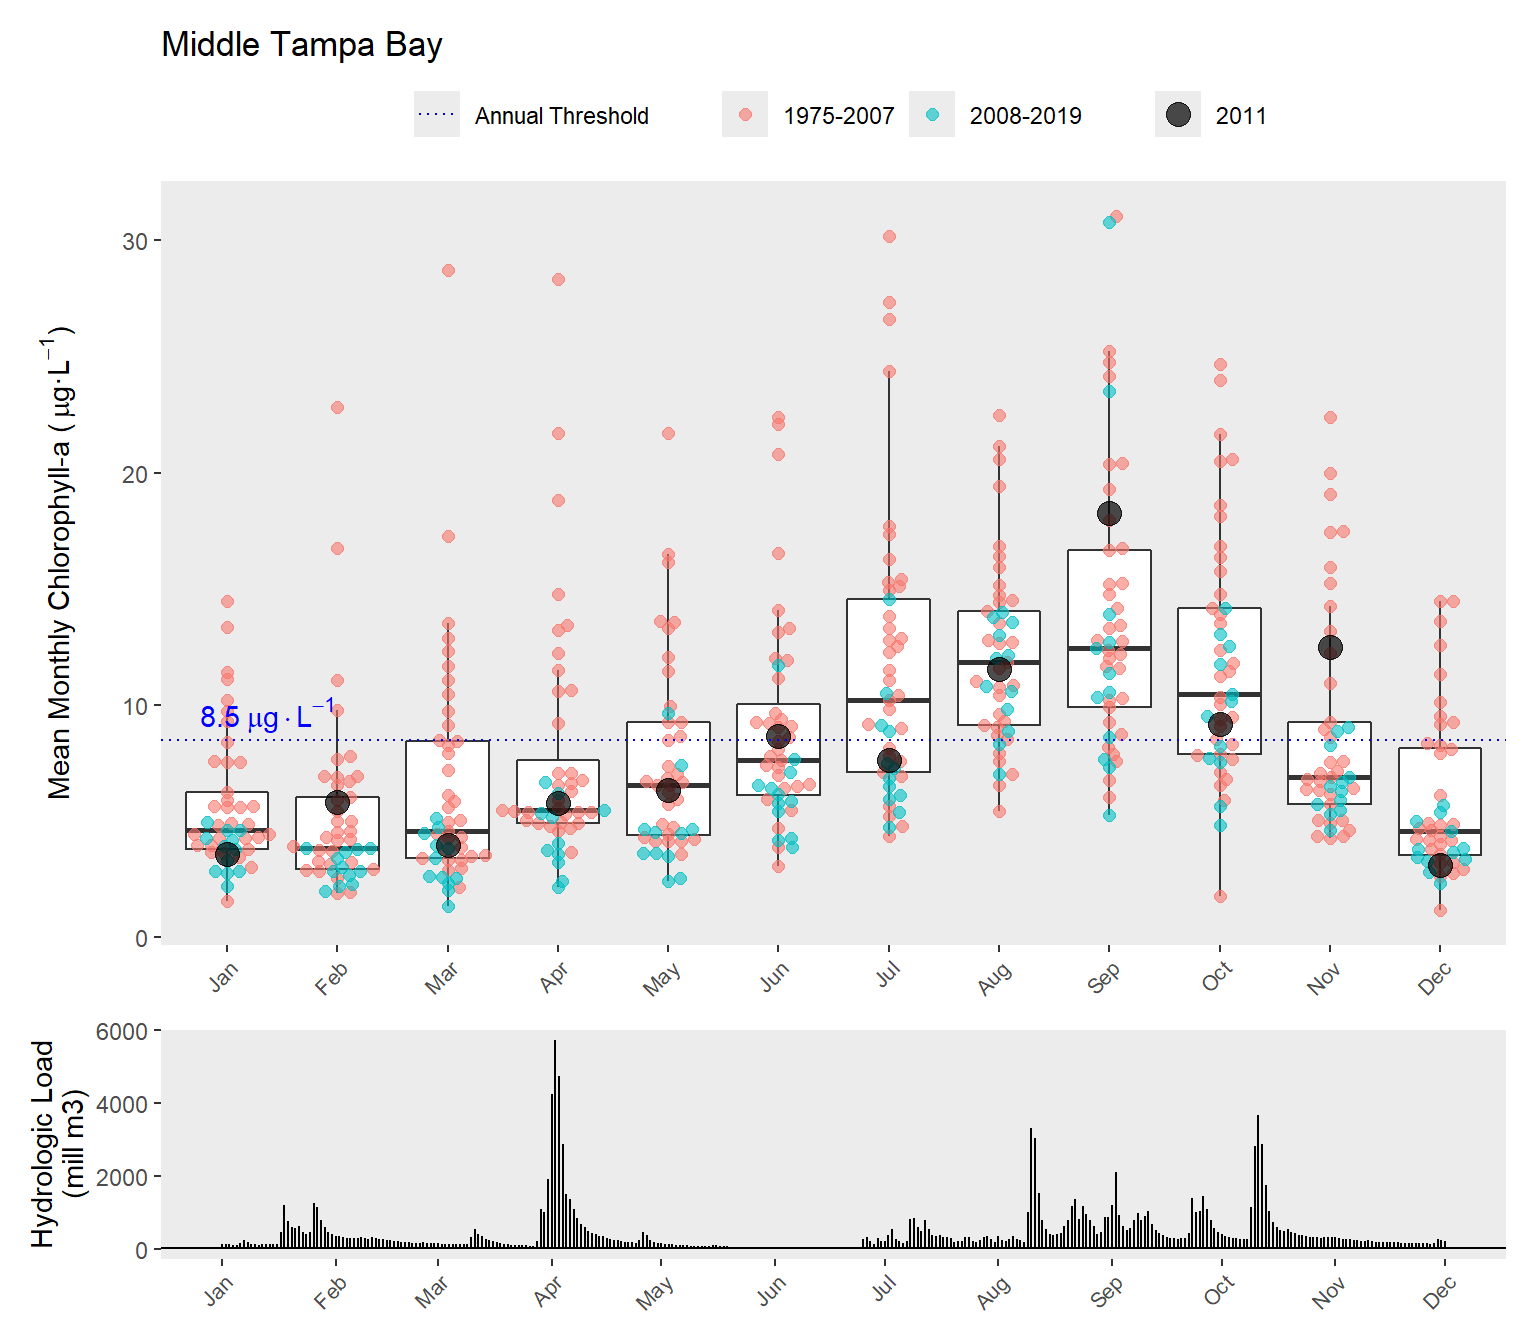 Middle Tampa Bay
Annual Threshold 1975-2007 2008-2019 2011
Mean Monthly Chlorophyll-a ( μg·L⁻¹)
30
20
10
0
8.5 μg·L⁻¹
Jan Feb Mar Apr May Jun Jul Aug Sep Oct Nov Dec
Hydrologic Load
(mill m3)
6000
4000
2000
0
Jan Feb Mar Apr May Jun Jul Aug Sep Oct Nov Dec